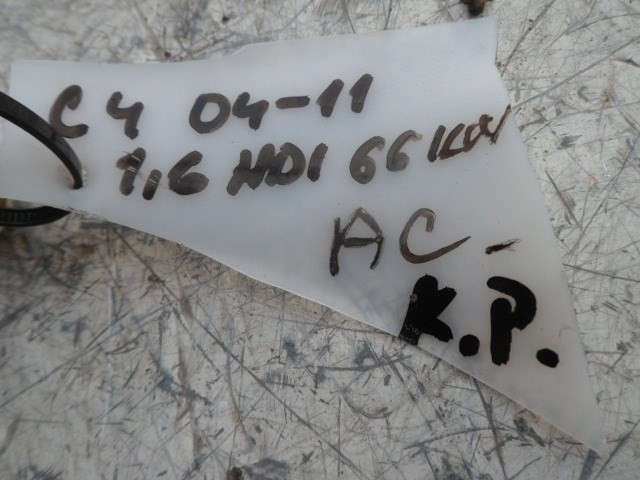 C4 04-11
1,6 HDI 66 KW
AC -
K.P.